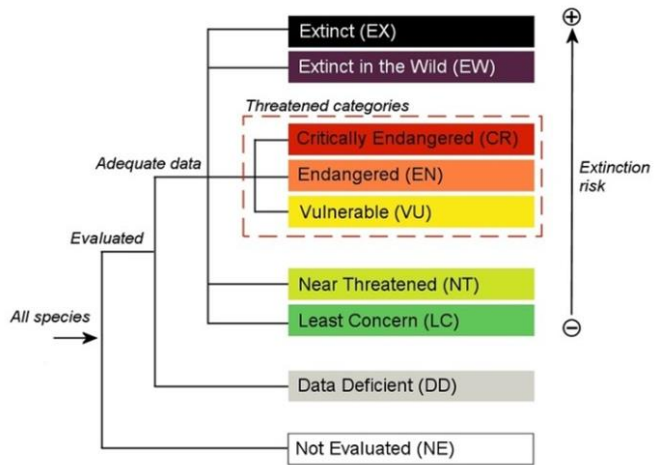 Extinct (EX)
Extinct in the Wild (EW)
Threatened categories
Critically Endangered (CR)
Adequate data
Endangered (EN)
Extinction
risk
Vulnerable (VU)
Evaluated
Near Threatened (NT)
All species
Least Concern (LC)
Data Deficient (DD)
Not Evaluated (NE)